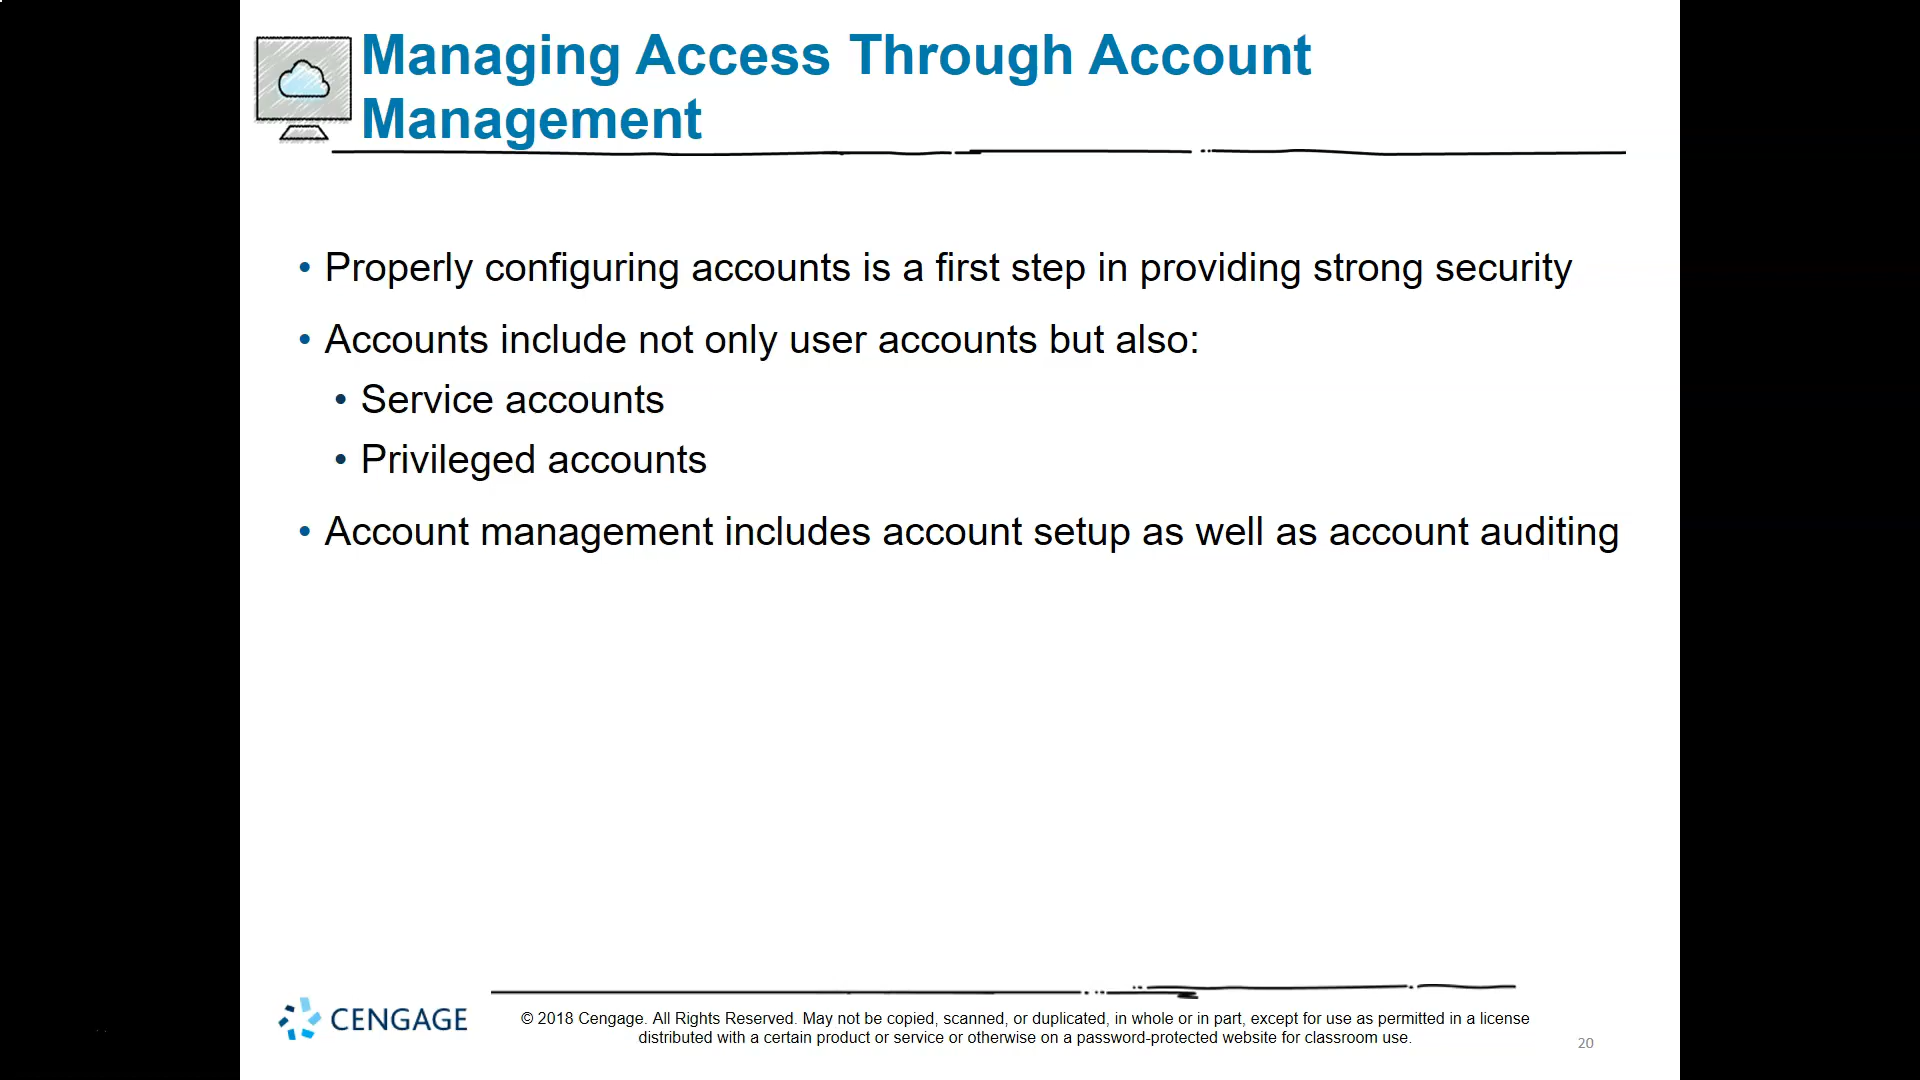 Managing Access Through Account
Management
• Properly configuring accounts is a first step in providing strong security
• Accounts include not only user accounts but also:
• Service accounts
• Privileged accounts
• Account management includes account setup as well as account auditing
CENGAGE
© 2018 Cengage. All Rights Reserved. May not be copied, scanned, or duplicated, in whole or in part, except for use as permitted in a license
distributed with a certain product or service or otherwise on a password-protected website for classroom use.
20